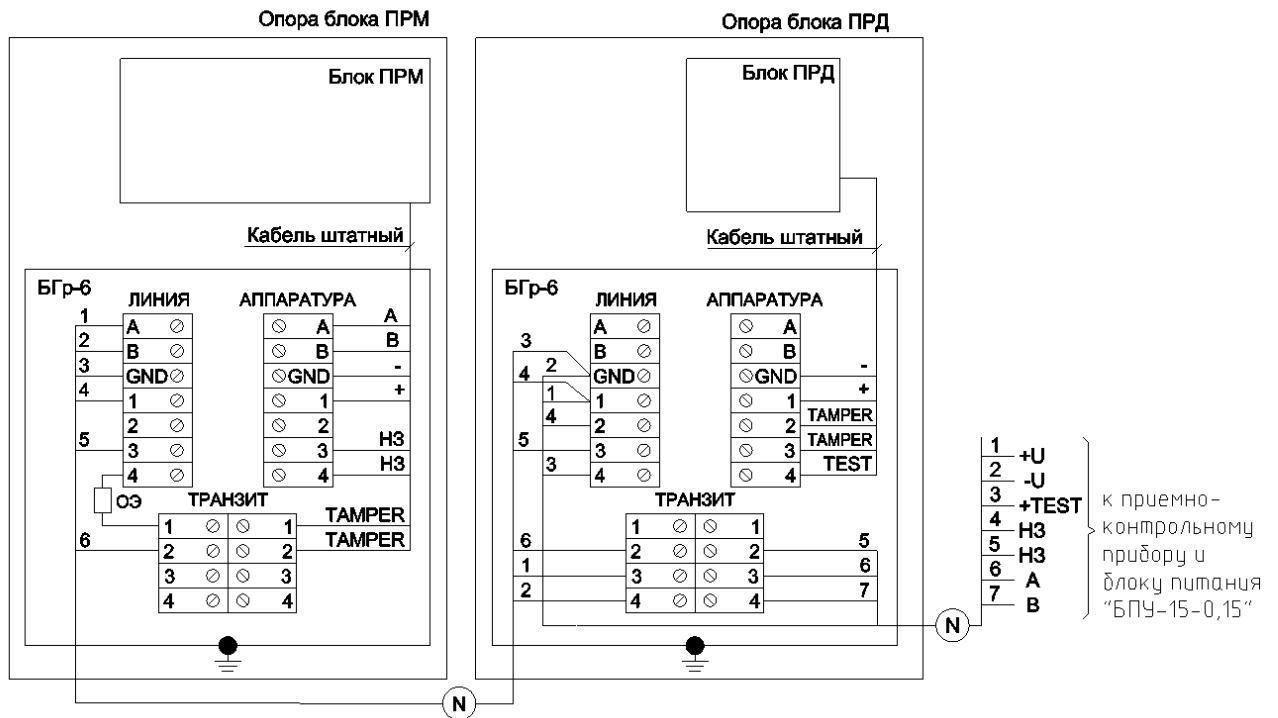 Опора блока ПРМ
Блок ПРМ
Кабель штатный
БГр-6
ЛИНИЯ АППАРАТУРА
1 A A A
2 B B B
3 GND GND -
4 1 1 +
2 2
5 3 3 НЗ
4 4 НЗ
ОЭ
ТРАНЗИТ
1 1 TAMPER
6 2 2 TAMPER
3 3
4 4
N
Опора блока ПРД
Блок ПРД
Кабель штатный
БГр-6
ЛИНИЯ АППАРАТУРА
A A
3 B B
4 2 GND GND -
1 1 1 +
4 2 2 TAMPER
5 3 3 TAMPER
3 4 4 TEST
ТРАНЗИТ
1 1
6 2 2 5
1 3 3 6
2 4 4 7
N
1 +U
2 -U
3 +TEST
4 НЗ
5 НЗ
6 A
7 B
к приемно-
контрольному
прибору и
блоку питания
"БПУ-15-0,15"